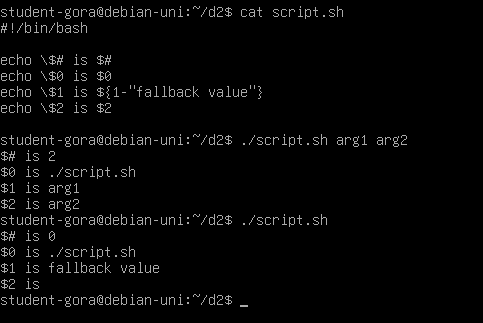 student-gora@debian-uni:~/d2$ cat script.sh
#!/bin/bash
echo \$# is $#
echo \$0 is $0
echo \$1 is ${1-"fallback value"}
echo \$2 is $2
student-gora@debian-uni:~/d2$ ./script.sh arg1 arg2
$# is 2
$0 is ./script.sh
$1 is arg1
$2 is arg2
student-gora@debian-uni:~/d2$ ./script.sh
$# is 0
$0 is ./script.sh
$1 is fallback value
$2 is
student-gora@debian-uni:~/d2$ _